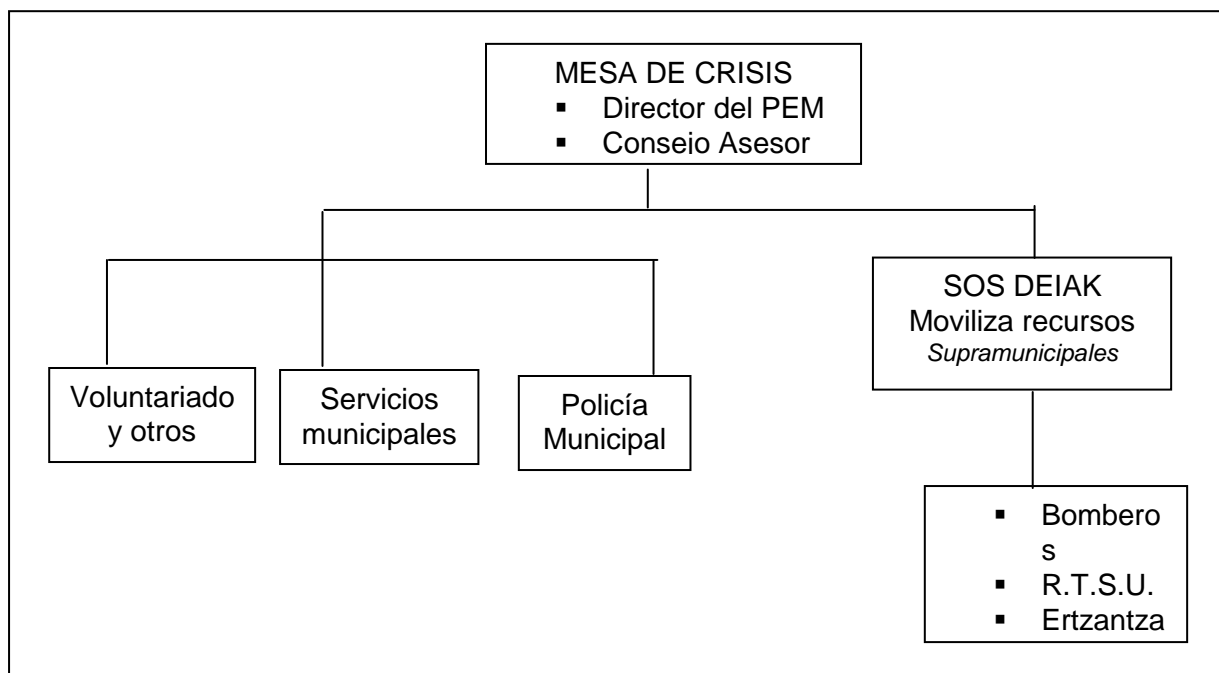 MESA DE CRISIS
▪ Director del PEM
▪ Conseio Asesor
SOS DEIAK
Moviliza recursos
Supramunicipales
Voluntariado
y otros
Servicios
municipales
Policía
Municipal
▪ Bombero
s
▪ R.T.S.U.
▪ Ertzantza